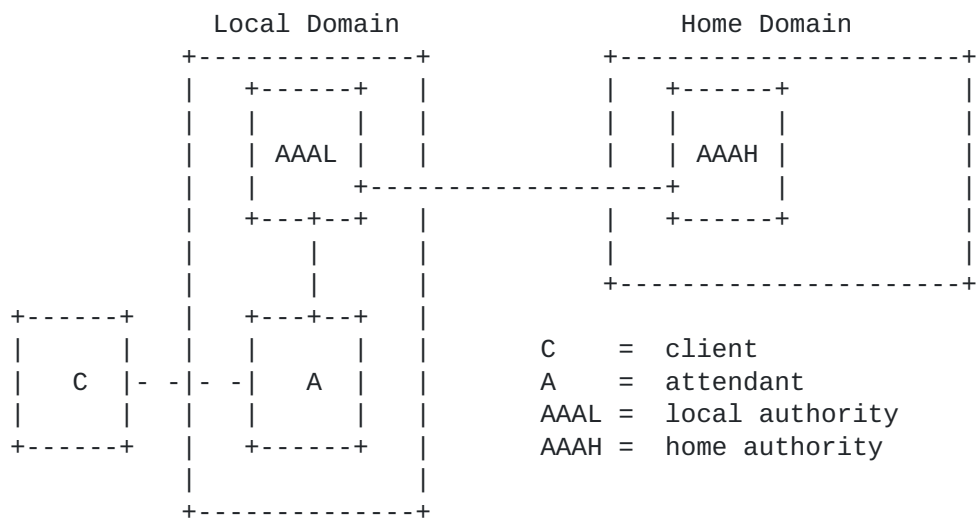 Local Domain Home Domain
AAAL AAAH
C A
C = client
A = attendant
AAAL = local authority
AAAH = home authority